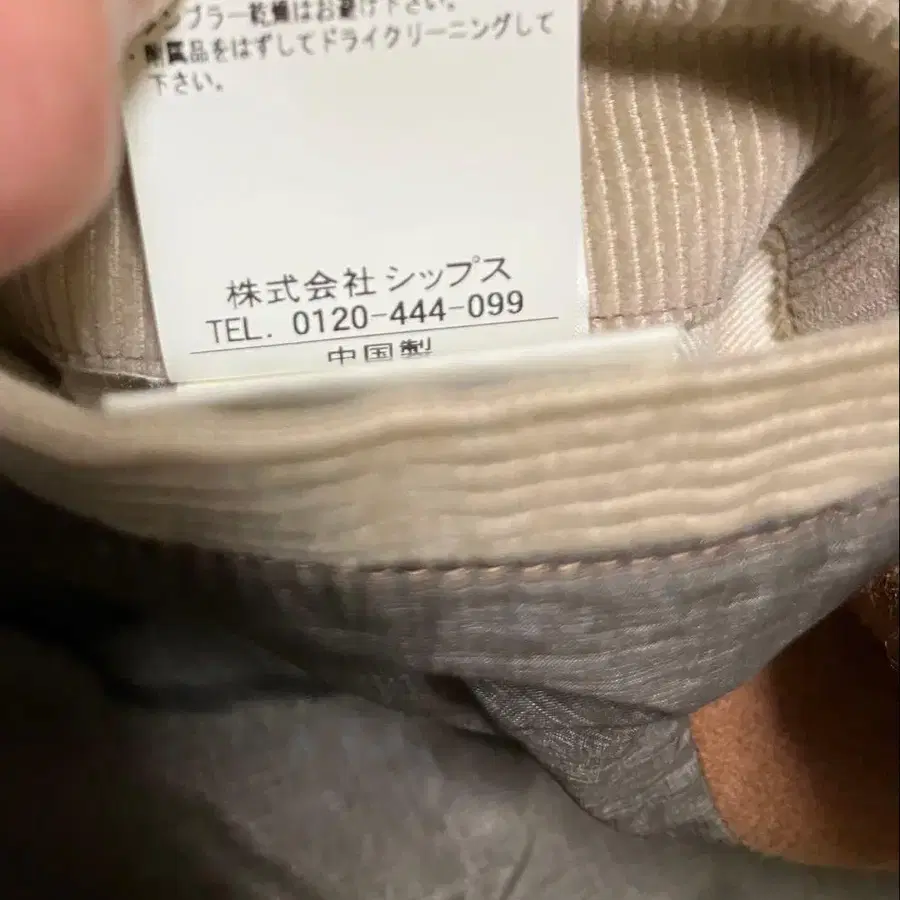 ンブラー乾燥はお避け下さい。
・附属品をはずしてドライクリーニングして
下さい。
株式会社 シップス
TEL. 0120-444-099
中国製